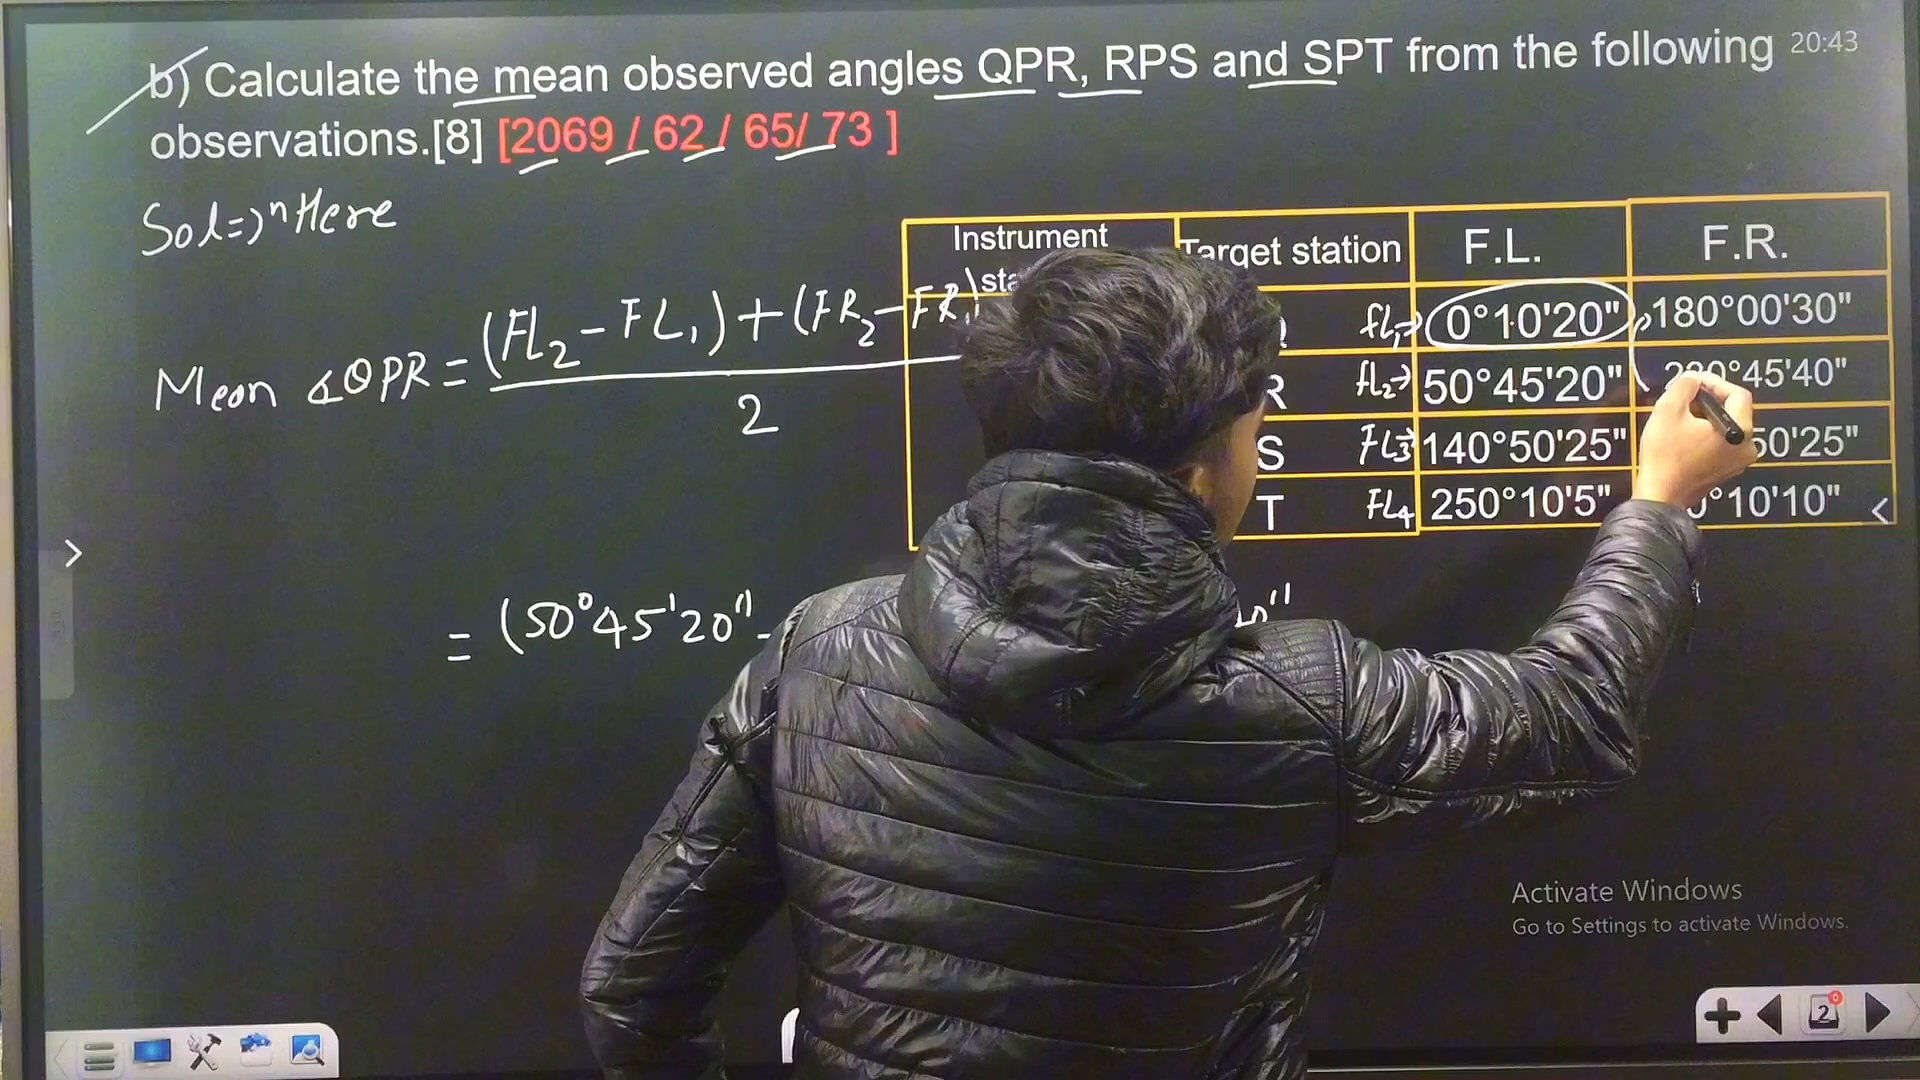 b) Calculate the mean observed angles QPR, RPS and SPT from the following 20:43
observations.[8] [2069 / 62 / 65/ 73 ]
Sol=>ⁿ Here
Instrument Target station F.L. F.R.
FL₁→ 0°10'20" 180°00'30"
R FL₂→ 50°45'20" °45'40"
S FL₃ 140°50'25" 50'25"
T FL₄ 250°10'5" °10'10"
Mean ∠QPR = (FL₂ - FL₁) + (FR₂ - FR₁)
2
= (50°45'20" -
Activate Windows
Go to Settings to activate Windows.
2